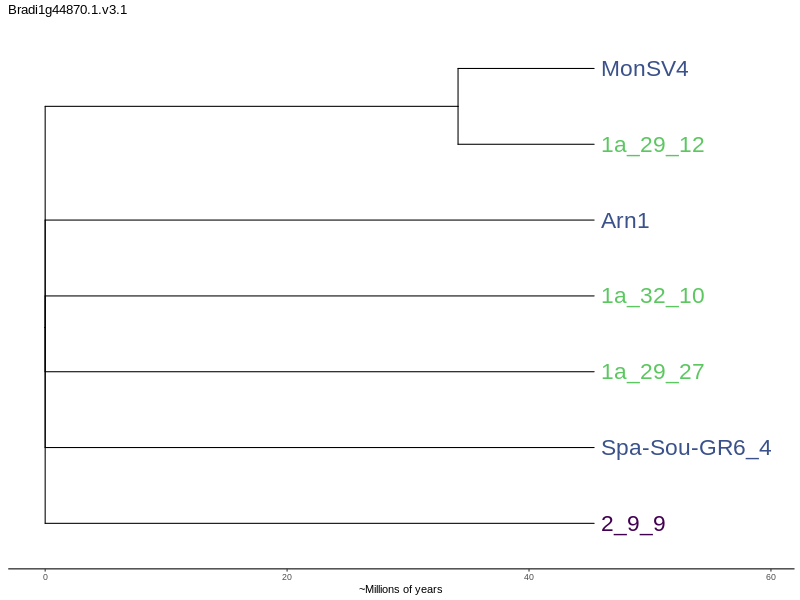 Bradi1g44870.1.v3.1
MonSV4
1a_29_12
Arn1
1a_32_10
1a_29_27
Spa-Sou-GR6_4
2_9_9
0 20 40 60
~Millions of years